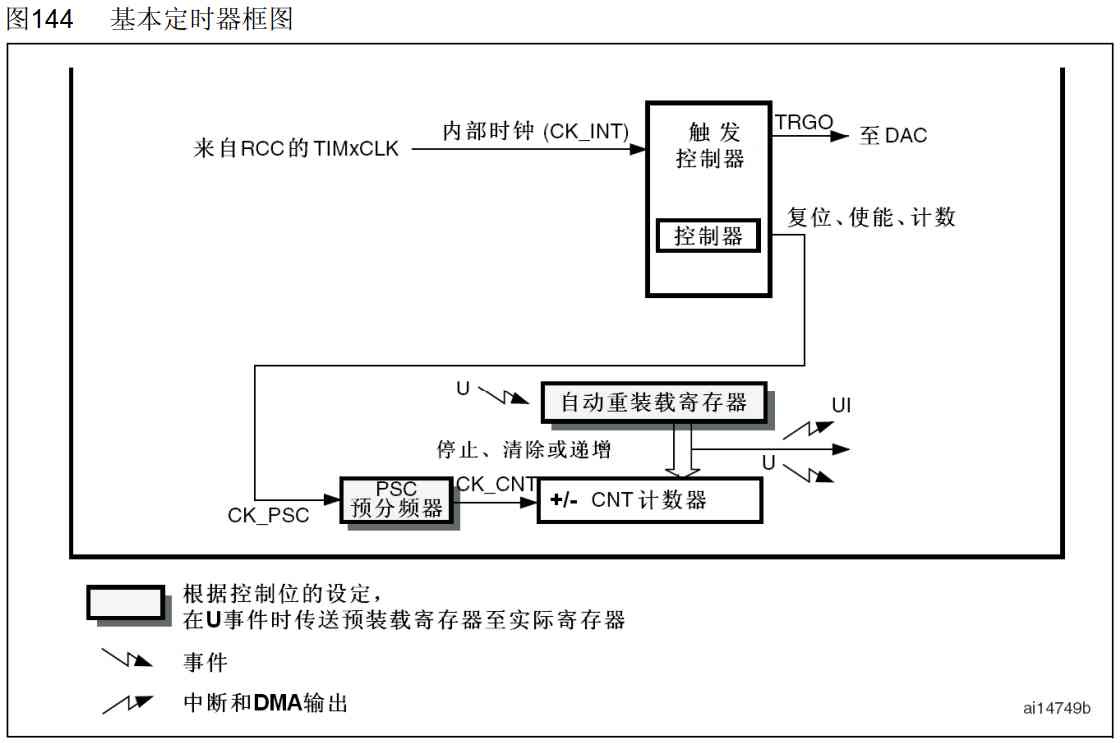 图144 基本定时器框图
来自RCC的TIMxCLK
内部时钟 (CK_INT)
触 发
控制器
控制器
TRGO
至DAC
复位、使能、计数
U
自动重装载寄存器
UI
U
停止、清除或递增
CK_PSC
PSC
预分频器
CK_CNT
+/- CNT 计数器
根据控制位的设定,
在U事件时传送预装载寄存器至实际寄存器
事件
中断和DMA输出
ai14749b